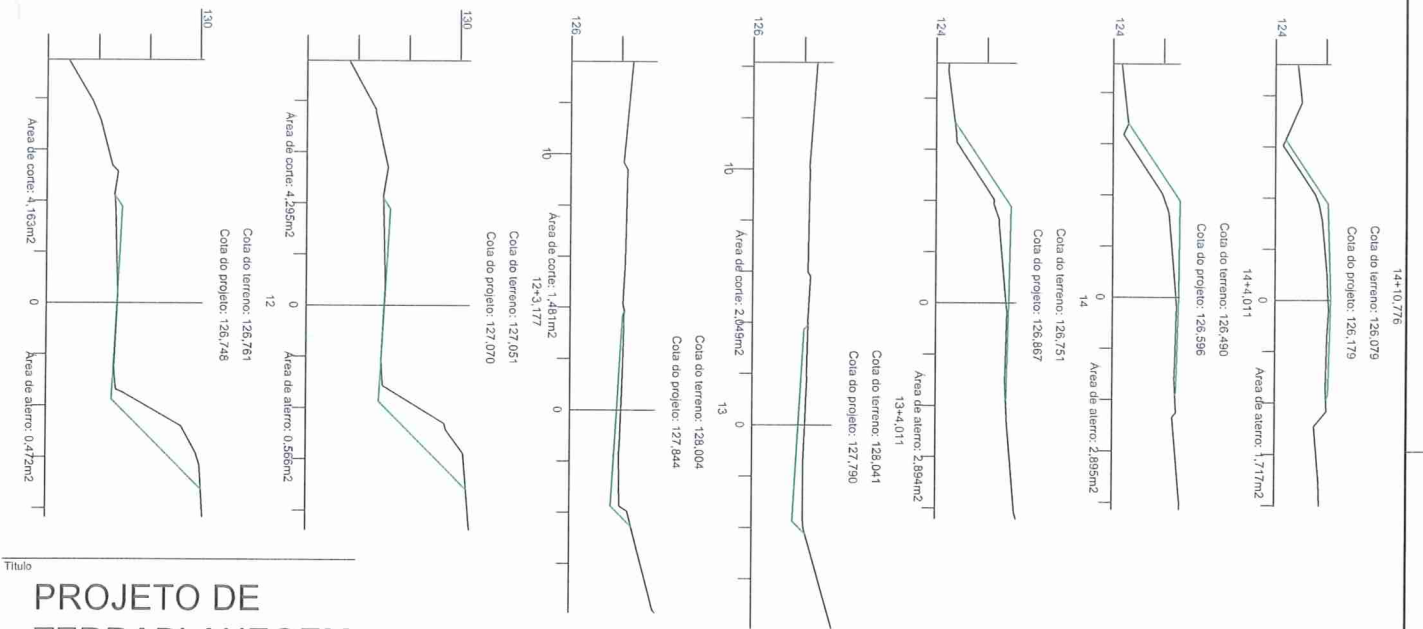 14+10,776
Cota do terreno: 126,079
Cota do projeto: 126,179
124
0
Área de aterro: 1,717m2
14+4,011
Cota do terreno: 126,490
Cota do projeto: 126,596
124
0
Área de aterro: 2,895m2
14
Cota do terreno: 126,751
Cota do projeto: 126,867
124
0
Área de aterro: 2,894m2
13+4,011
Cota do terreno: 128,041
Cota do projeto: 127,790
126
10
0
Área de corte: 2,049m2
13
Cota do terreno: 128,004
Cota do projeto: 127,844
126
10
0
Área de corte: 1,481m2
12+3,177
Cota do terreno: 127,051
Cota do projeto: 127,070
130
0
Área de corte: 4,295m2
Área de aterro: 0,566m2
12
Cota do terreno: 126,761
Cota do projeto: 126,748
130
0
Área de corte: 4,163m2
Área de aterro: 0,472m2
Título
PROJETO DE